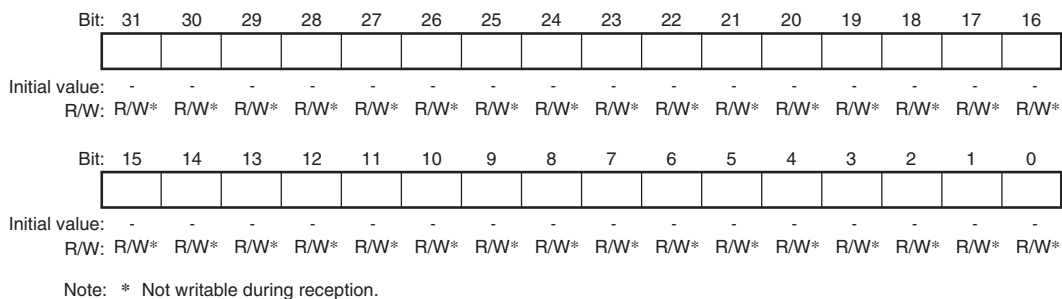 Bit: 31 30 29 28 27 26 25 24 23 22 21 20 19 18 17 16
Initial value: - - - - - - - - - - - - - - - -
R/W: R/W* R/W* R/W* R/W* R/W* R/W* R/W* R/W* R/W* R/W* R/W* R/W* R/W* R/W* R/W* R/W*
Bit: 15 14 13 12 11 10 9 8 7 6 5 4 3 2 1 0
Initial value: - - - - - - - - - - - - - - - -
R/W: R/W* R/W* R/W* R/W* R/W* R/W* R/W* R/W* R/W* R/W* R/W* R/W* R/W* R/W* R/W* R/W*
Note: * Not writable during reception.